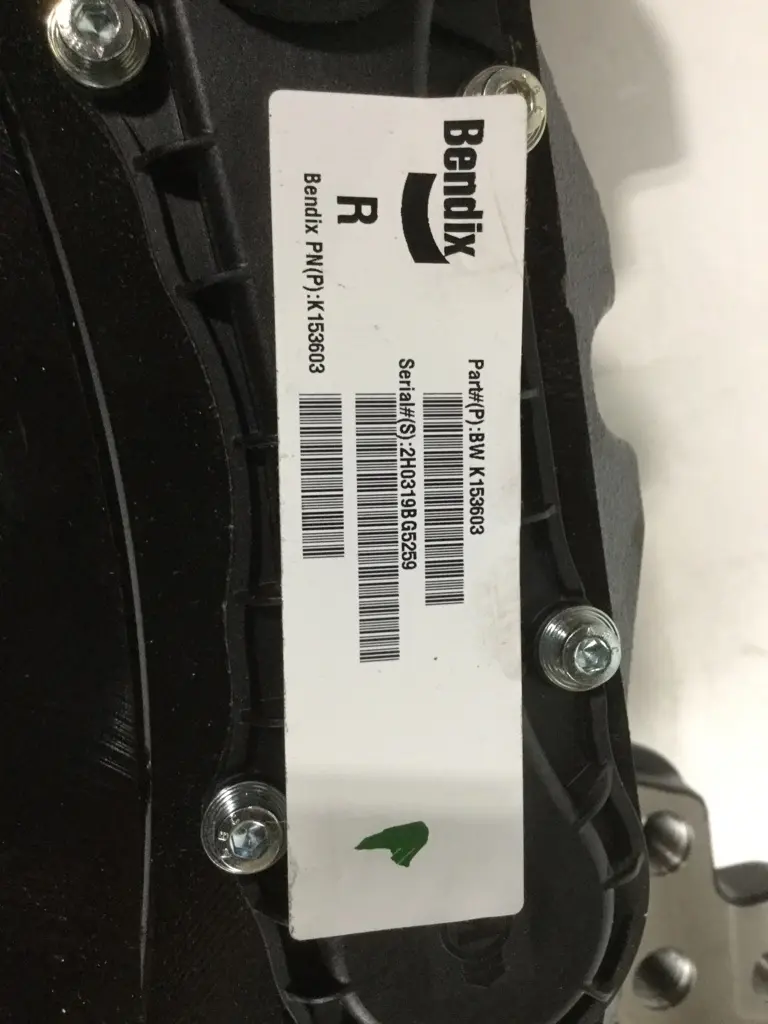 Bendix
R
Bendix PN(P):K153603
Part#(P):BW K153603
Serial#(S):2H0319BG5259